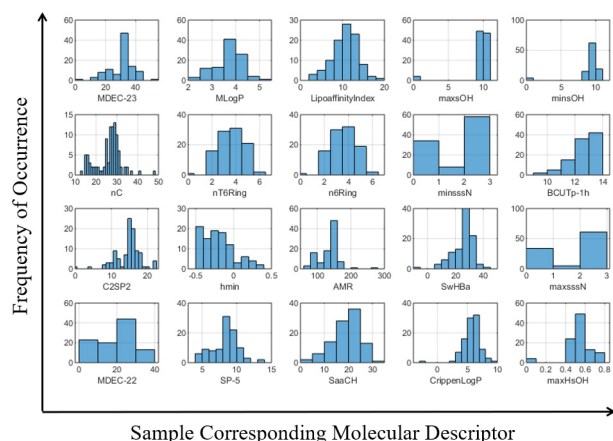 Frequency of Occurrence
60 40 20 0
0 20 40
MDEC-23
60 40 20 0
2 3 4 5
MLogP
30 20 10 0
0 10 20
LipoaffinityIndex
60 40 20 0
0 5 10
maxsOH
100 50 0
0 5 10
minsOH
15 10 5 0
10 20 30 40 50
nC
60 40 20 0
0 2 4 6
nT6Ring
60 40 20 0
0 2 4 6
n6Ring
60 40 20 0
0 1 2 3
minsssN
60 40 20 0
10 12 14
BCUTp-1h
30 20 10 0
0 10 20
C2SP2
40 20 0
-0.5 0 0.5
hmin
60 40 20 0
100 200 300
AMR
40 20 0
0 20 40
SwHBa
100 50 0
0 1 2 3
maxsssN
60 40 20 0
0 10 20 30 40
MDEC-22
60 40 20 0
0 5 10 15
SP-5
40 20 0
0 10 20 30
SaaCH
40 20 0
0 5 10
CrippenLogP
60 40 20 0
0 0.2 0.4 0.6 0.8
maxHsOH
Sample Corresponding Molecular Descriptor